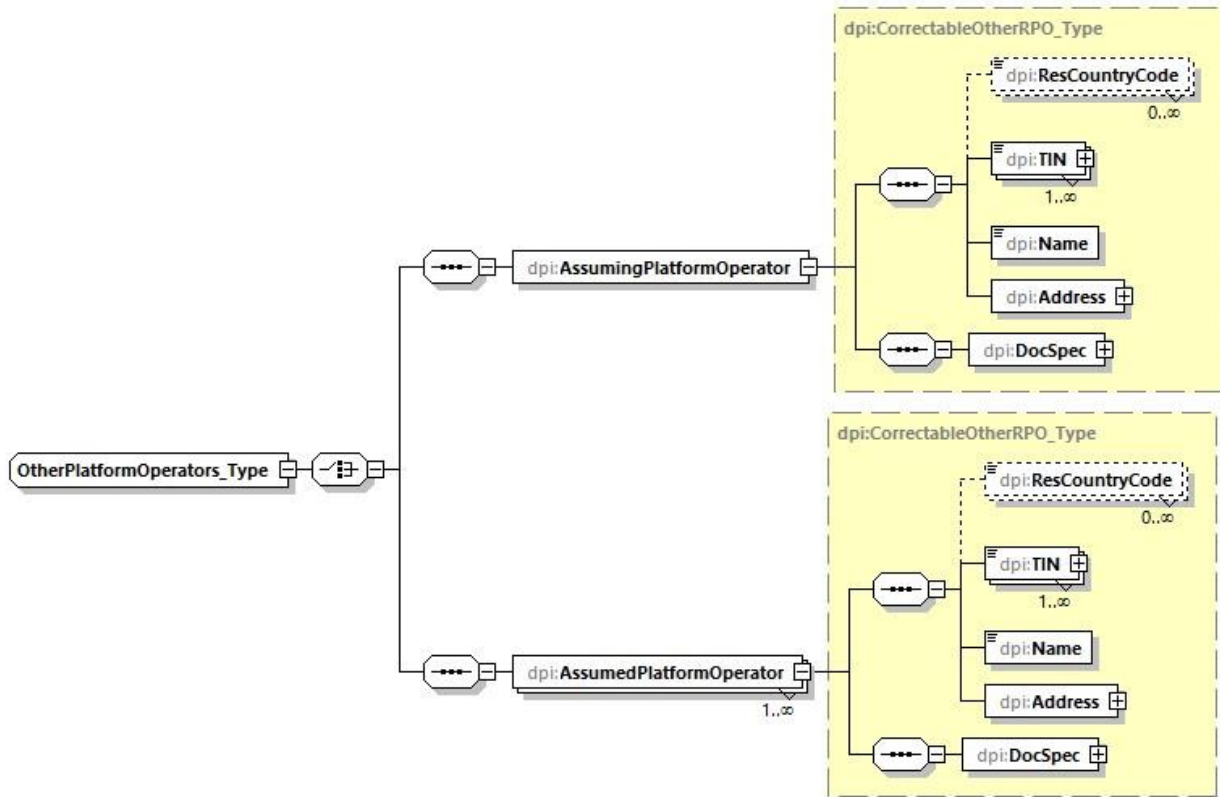 dpi:CorrectableOtherRPO_Type
dpi:ResCountryCode
0..∞
dpi:TIN
1..∞
dpi:Name
dpi:AssumingPlatformOperator
dpi:Address
dpi:DocSpec
dpi:CorrectableOtherRPO_Type
OtherPlatformOperators_Type
dpi:ResCountryCode
0..∞
dpi:TIN
1..∞
dpi:Name
dpi:AssumedPlatformOperator
1..∞
dpi:Address
dpi:DocSpec